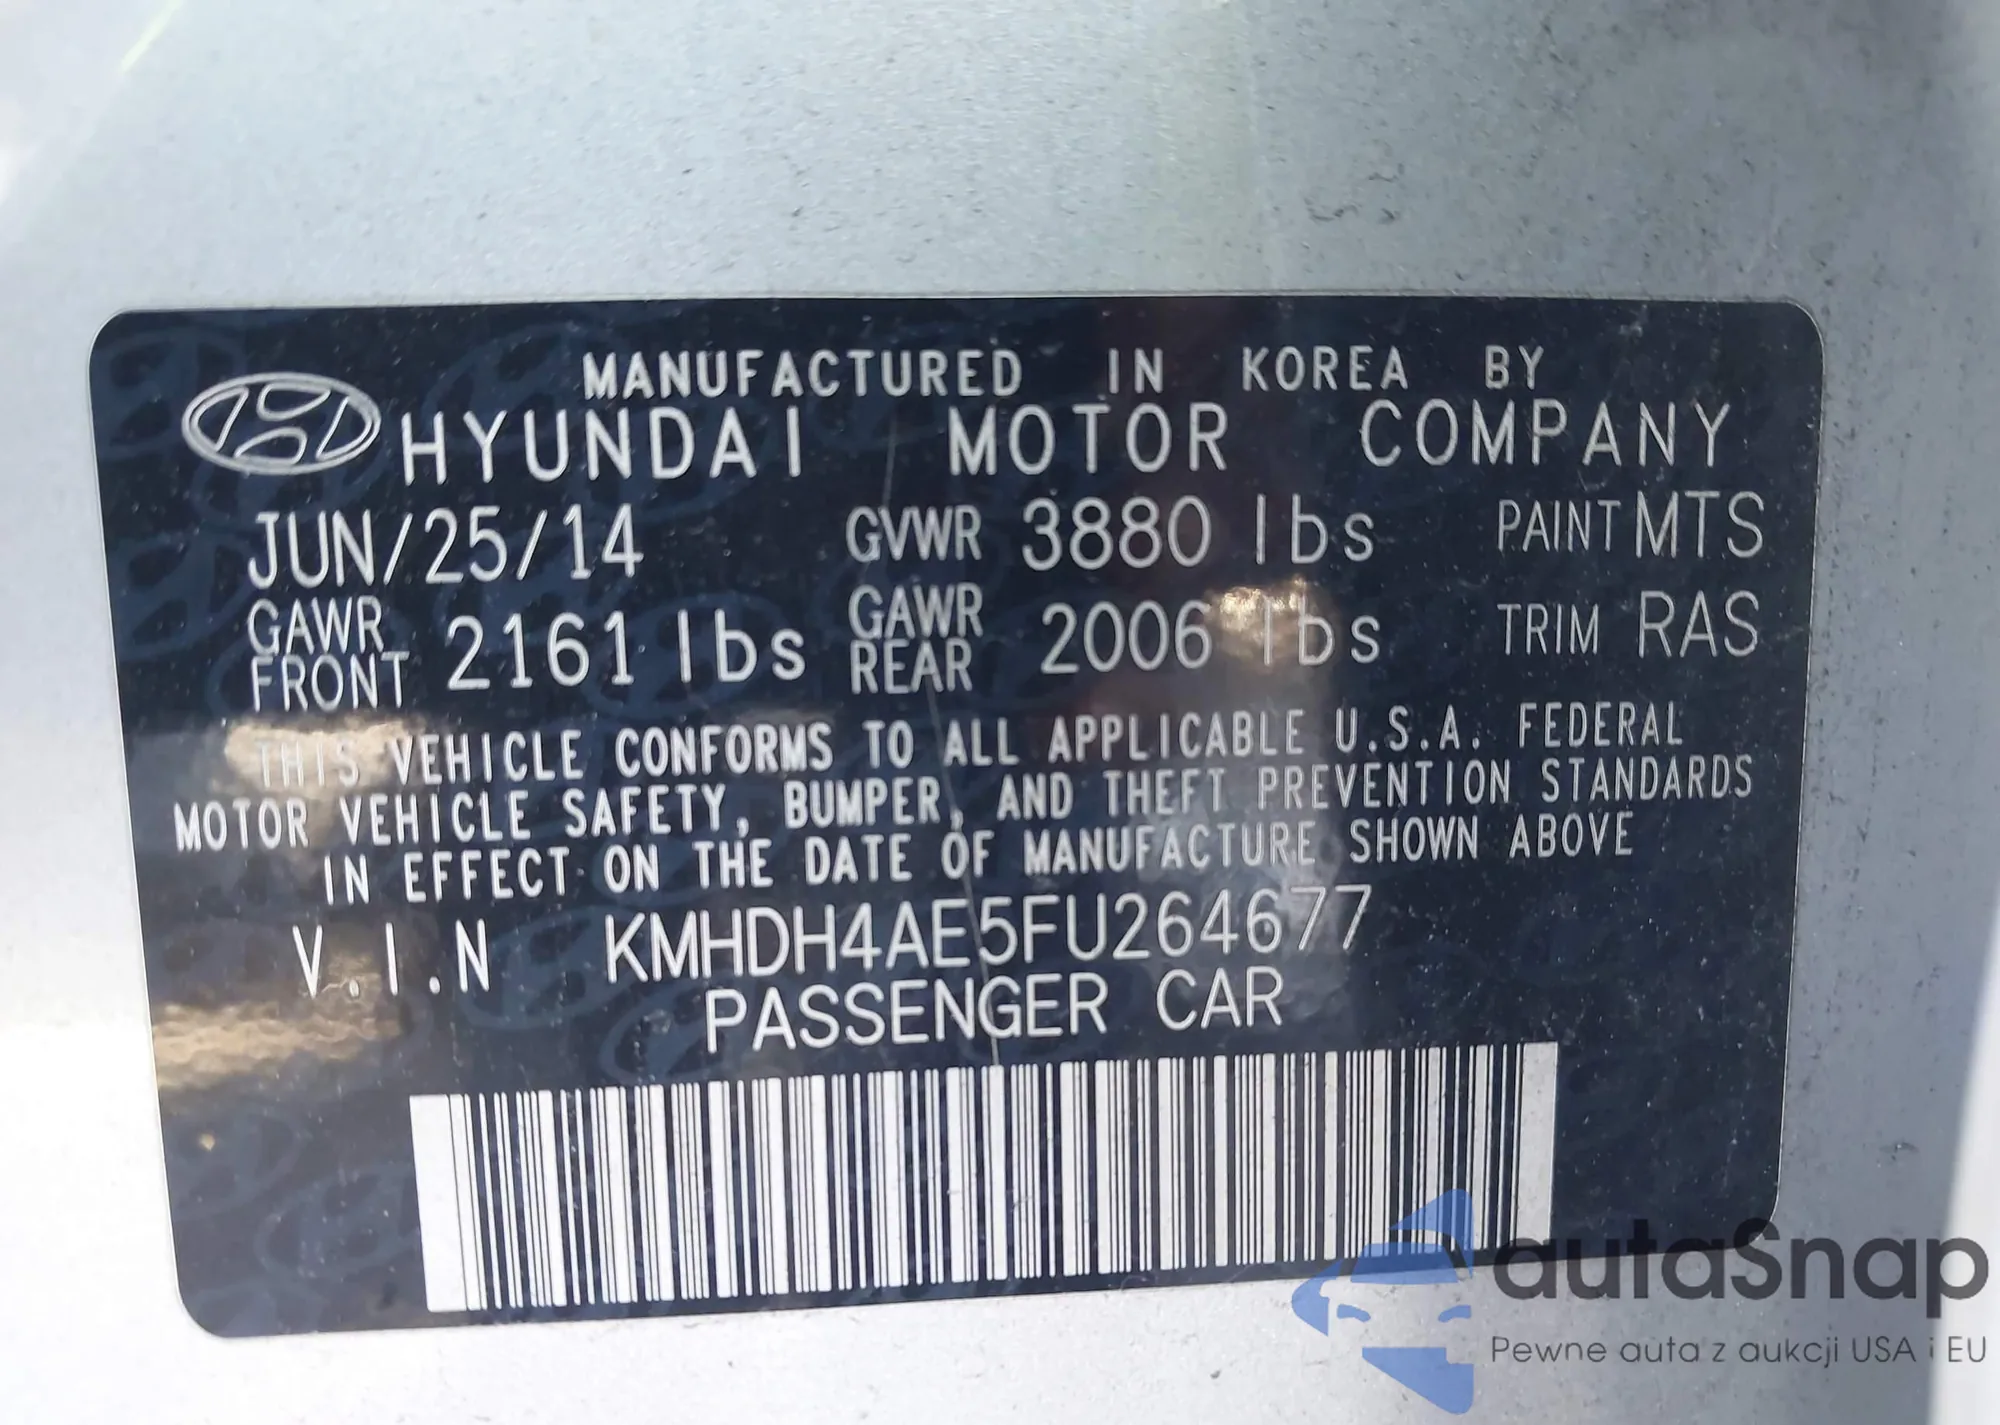 MANUFACTURED IN KOREA BY
HYUNDAI MOTOR COMPANY
JUN/25/14 GVWR 3880 lbs PAINT MTS
GAWR FRONT 2161 lbs GAWR REAR 2006 lbs TRIM RAS
THIS VEHICLE CONFORMS TO ALL APPLICABLE U.S.A. FEDERAL
MOTOR VEHICLE SAFETY, BUMPER, AND THEFT PREVENTION STANDARDS
IN EFFECT ON THE DATE OF MANUFACTURE SHOWN ABOVE
V.I.N KMHDH4AE5FU264677
PASSENGER CAR
autaSnap
Pewne auta z aukcji USA i EU